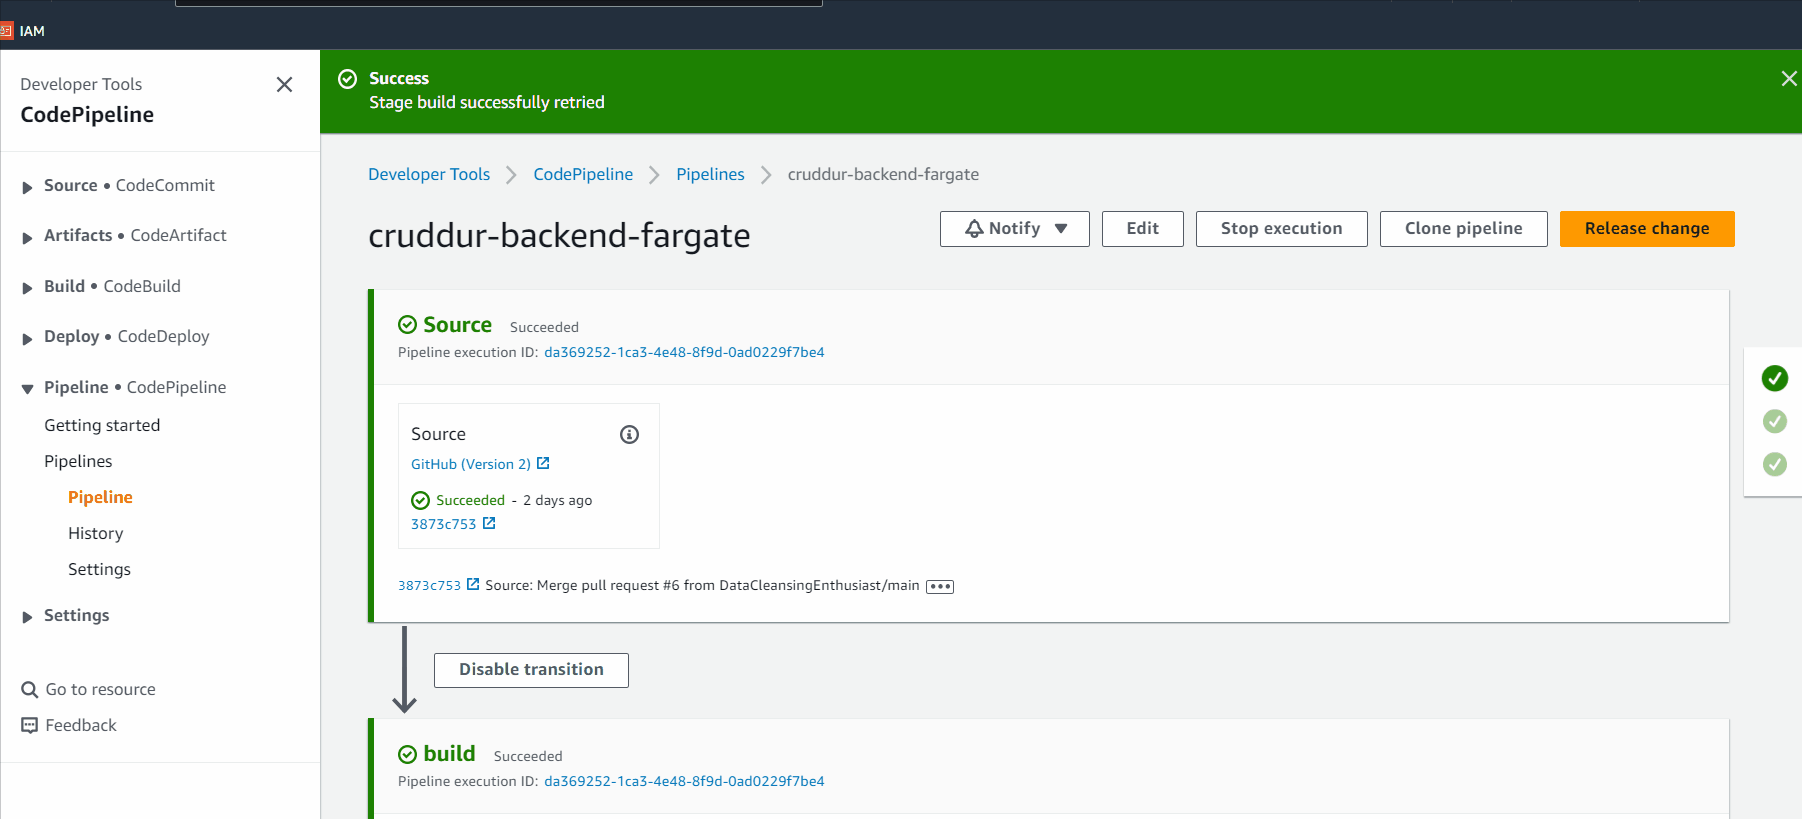 IAM
Developer Tools
CodePipeline
Source • CodeCommit
Artifacts • CodeArtifact
Build • CodeBuild
Deploy • CodeDeploy
Pipeline • CodePipeline
Getting started
Pipelines
Pipeline
History
Settings
Settings
Go to resource
Feedback
Success
Stage build successfully retried
Developer Tools
CodePipeline
Pipelines
cruddur-backend-fargate
cruddur-backend-fargate
Notify
Edit
Stop execution
Clone pipeline
Release change
Source Succeeded
Pipeline execution ID: da369252-1ca3-4e48-8f9d-0ad0229f7be4
Source
GitHub (Version 2)
Succeeded - 2 days ago
3873c753
3873c753 Source: Merge pull request #6 from DataCleansingEnthusiast/main
Disable transition
build Succeeded
Pipeline execution ID: da369252-1ca3-4e48-8f9d-0ad0229f7be4